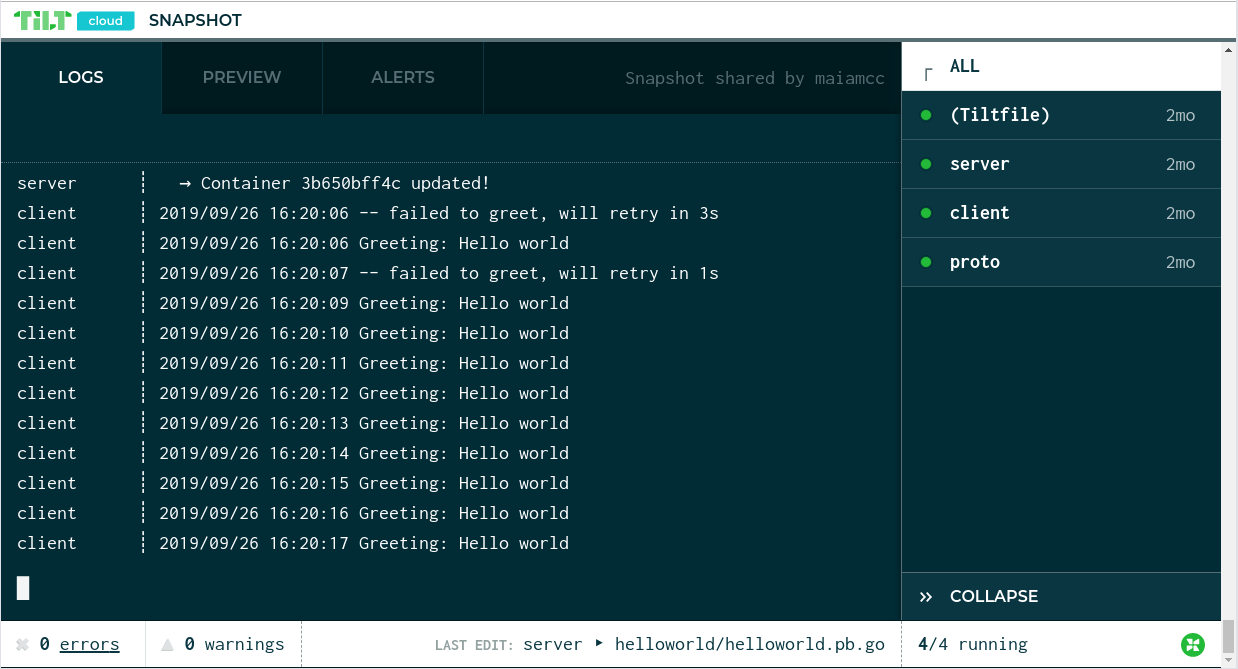 TILT cloud SNAPSHOT
LOGS PREVIEW ALERTS Snapshot shared by maiamcc
server → Container 3b650bff4c updated!
client 2019/09/26 16:20:06 -- failed to greet, will retry in 3s
client 2019/09/26 16:20:06 Greeting: Hello world
client 2019/09/26 16:20:07 -- failed to greet, will retry in 1s
client 2019/09/26 16:20:09 Greeting: Hello world
client 2019/09/26 16:20:10 Greeting: Hello world
client 2019/09/26 16:20:11 Greeting: Hello world
client 2019/09/26 16:20:12 Greeting: Hello world
client 2019/09/26 16:20:13 Greeting: Hello world
client 2019/09/26 16:20:14 Greeting: Hello world
client 2019/09/26 16:20:15 Greeting: Hello world
client 2019/09/26 16:20:16 Greeting: Hello world
client 2019/09/26 16:20:17 Greeting: Hello world
ALL
(Tiltfile) 2mo
server 2mo
client 2mo
proto 2mo
» COLLAPSE
0 errors 0 warnings LAST EDIT: server ‣ helloworld/helloworld.pb.go 4/4 running